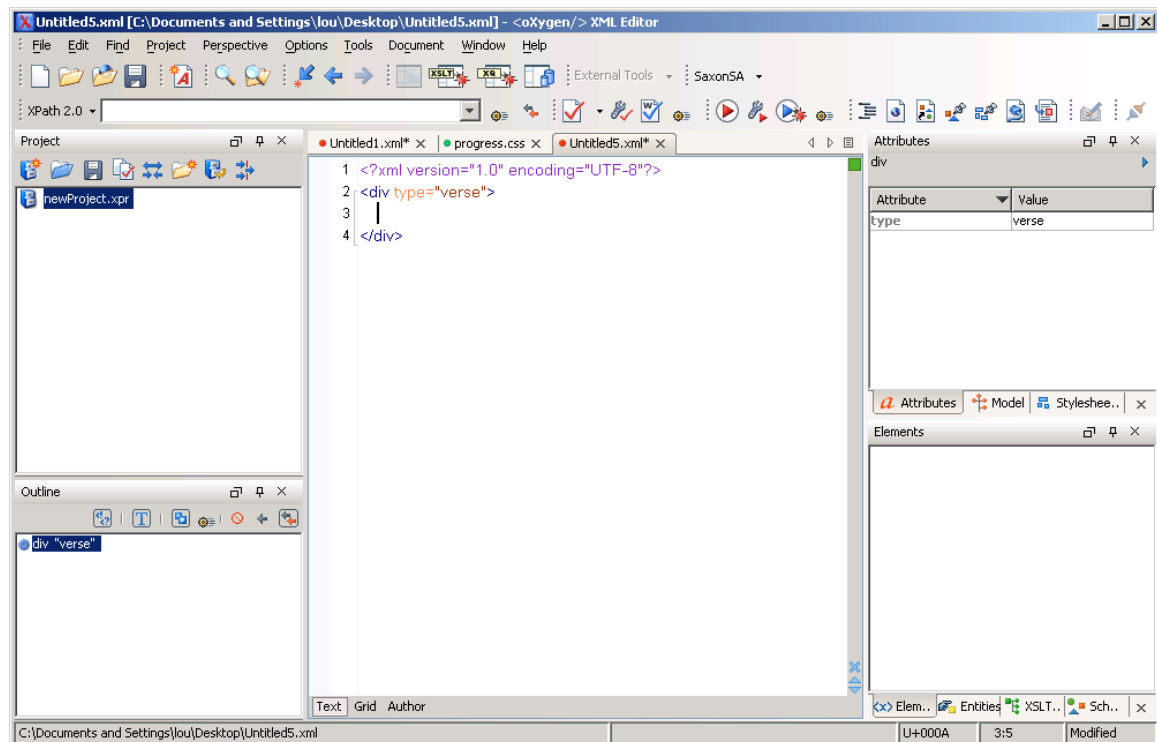 Untitled5.xml [C:\Documents and Settings\lou\Desktop\Untitled5.xml] - <oXygen/> XML Editor
File Edit Find Project Perspective Options Tools Document Window Help
XSLT XQ External Tools SaxonSA
XPath 2.0
Project
newProject.xpr
Untitled1.xml* progress.css Untitled5.xml*
1 <?xml version="1.0" encoding="UTF-8"?>
2 <div type="verse">
3
4 </div>
Attributes
div
Attribute Value
type verse
Attributes Model Styleshee..
Elements
Outline
div "verse"
Text Grid Author
Elem.. Entities XSLT.. Sch..
C:\Documents and Settings\lou\Desktop\Untitled5.xml U+000A 3:5 Modified